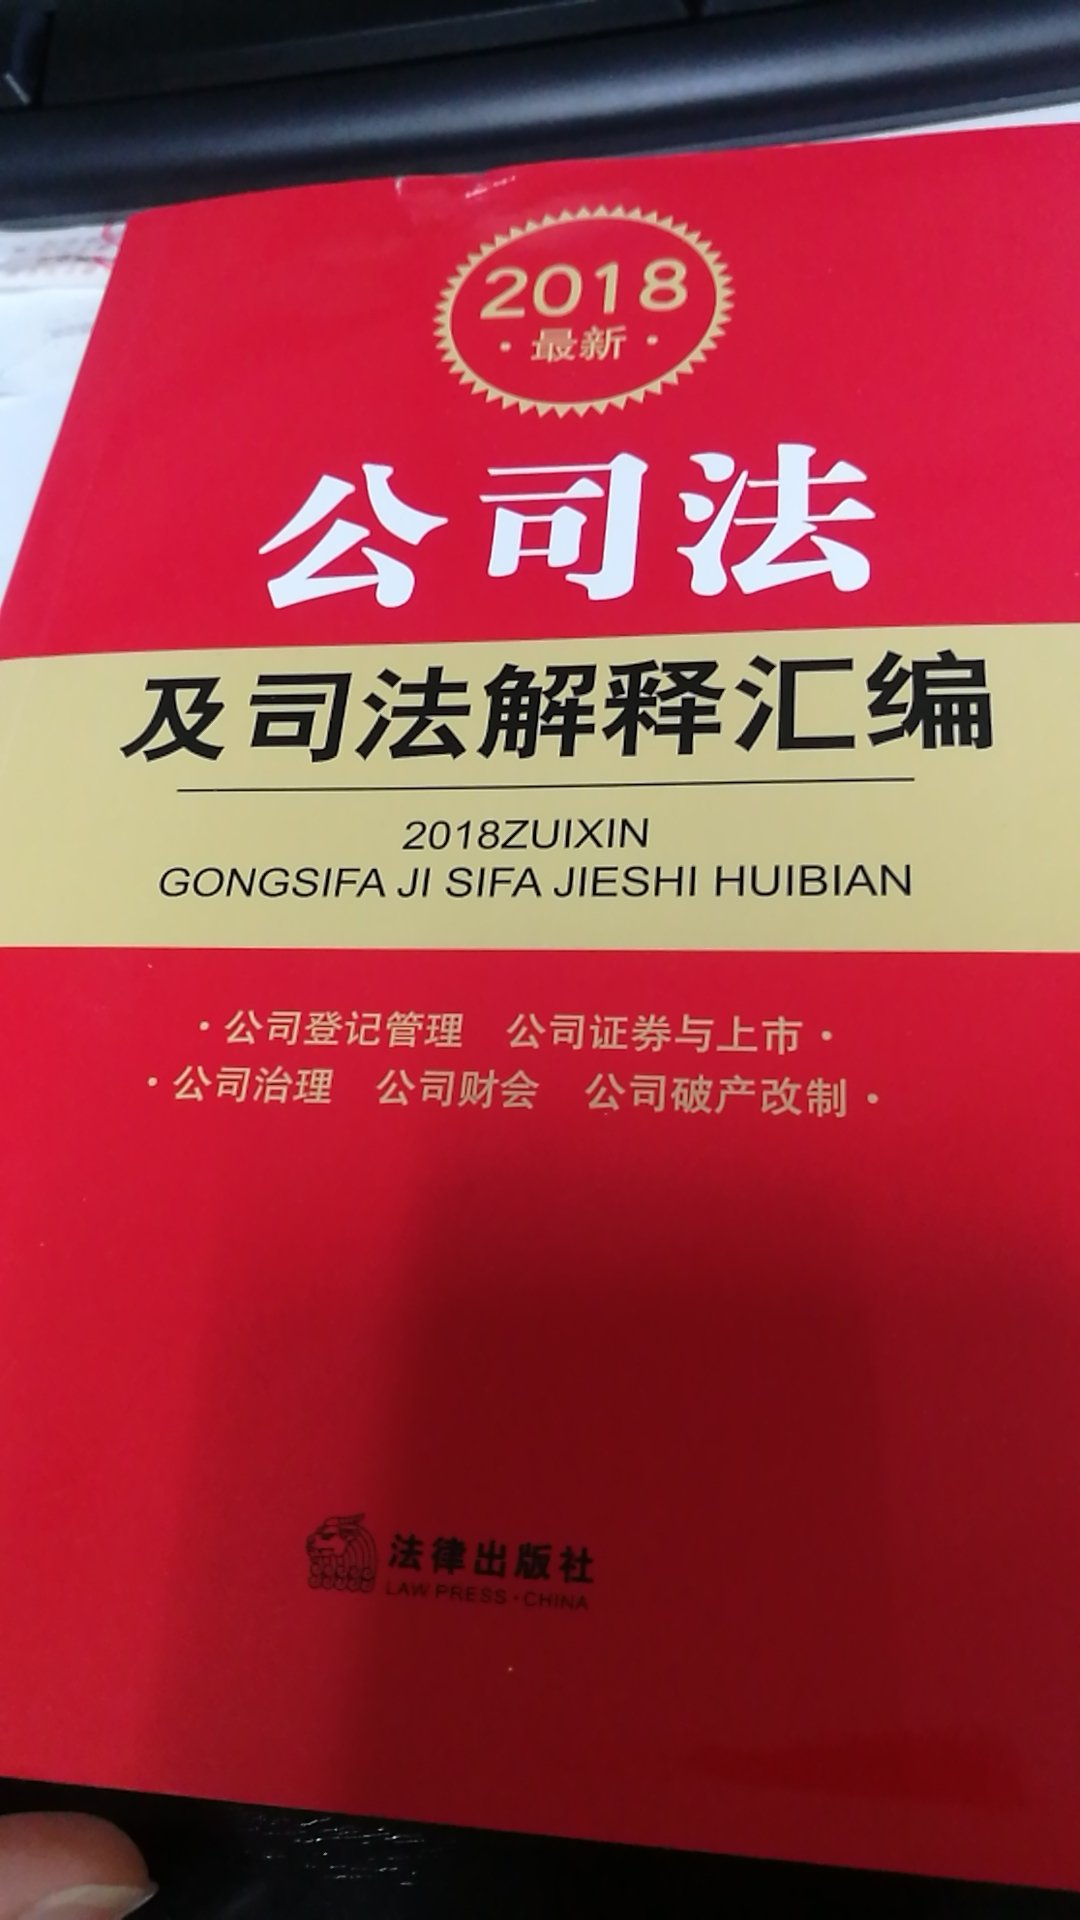 2018
·最新·
公司法
及司法解释汇编
2018ZUIXIN
GONGSIFA JI SIFA JIESHI HUIBIAN
·公司登记管理 公司证券与上市·
·公司治理 公司财会 公司破产改制·
法律出版社
LAW PRESS·CHINA